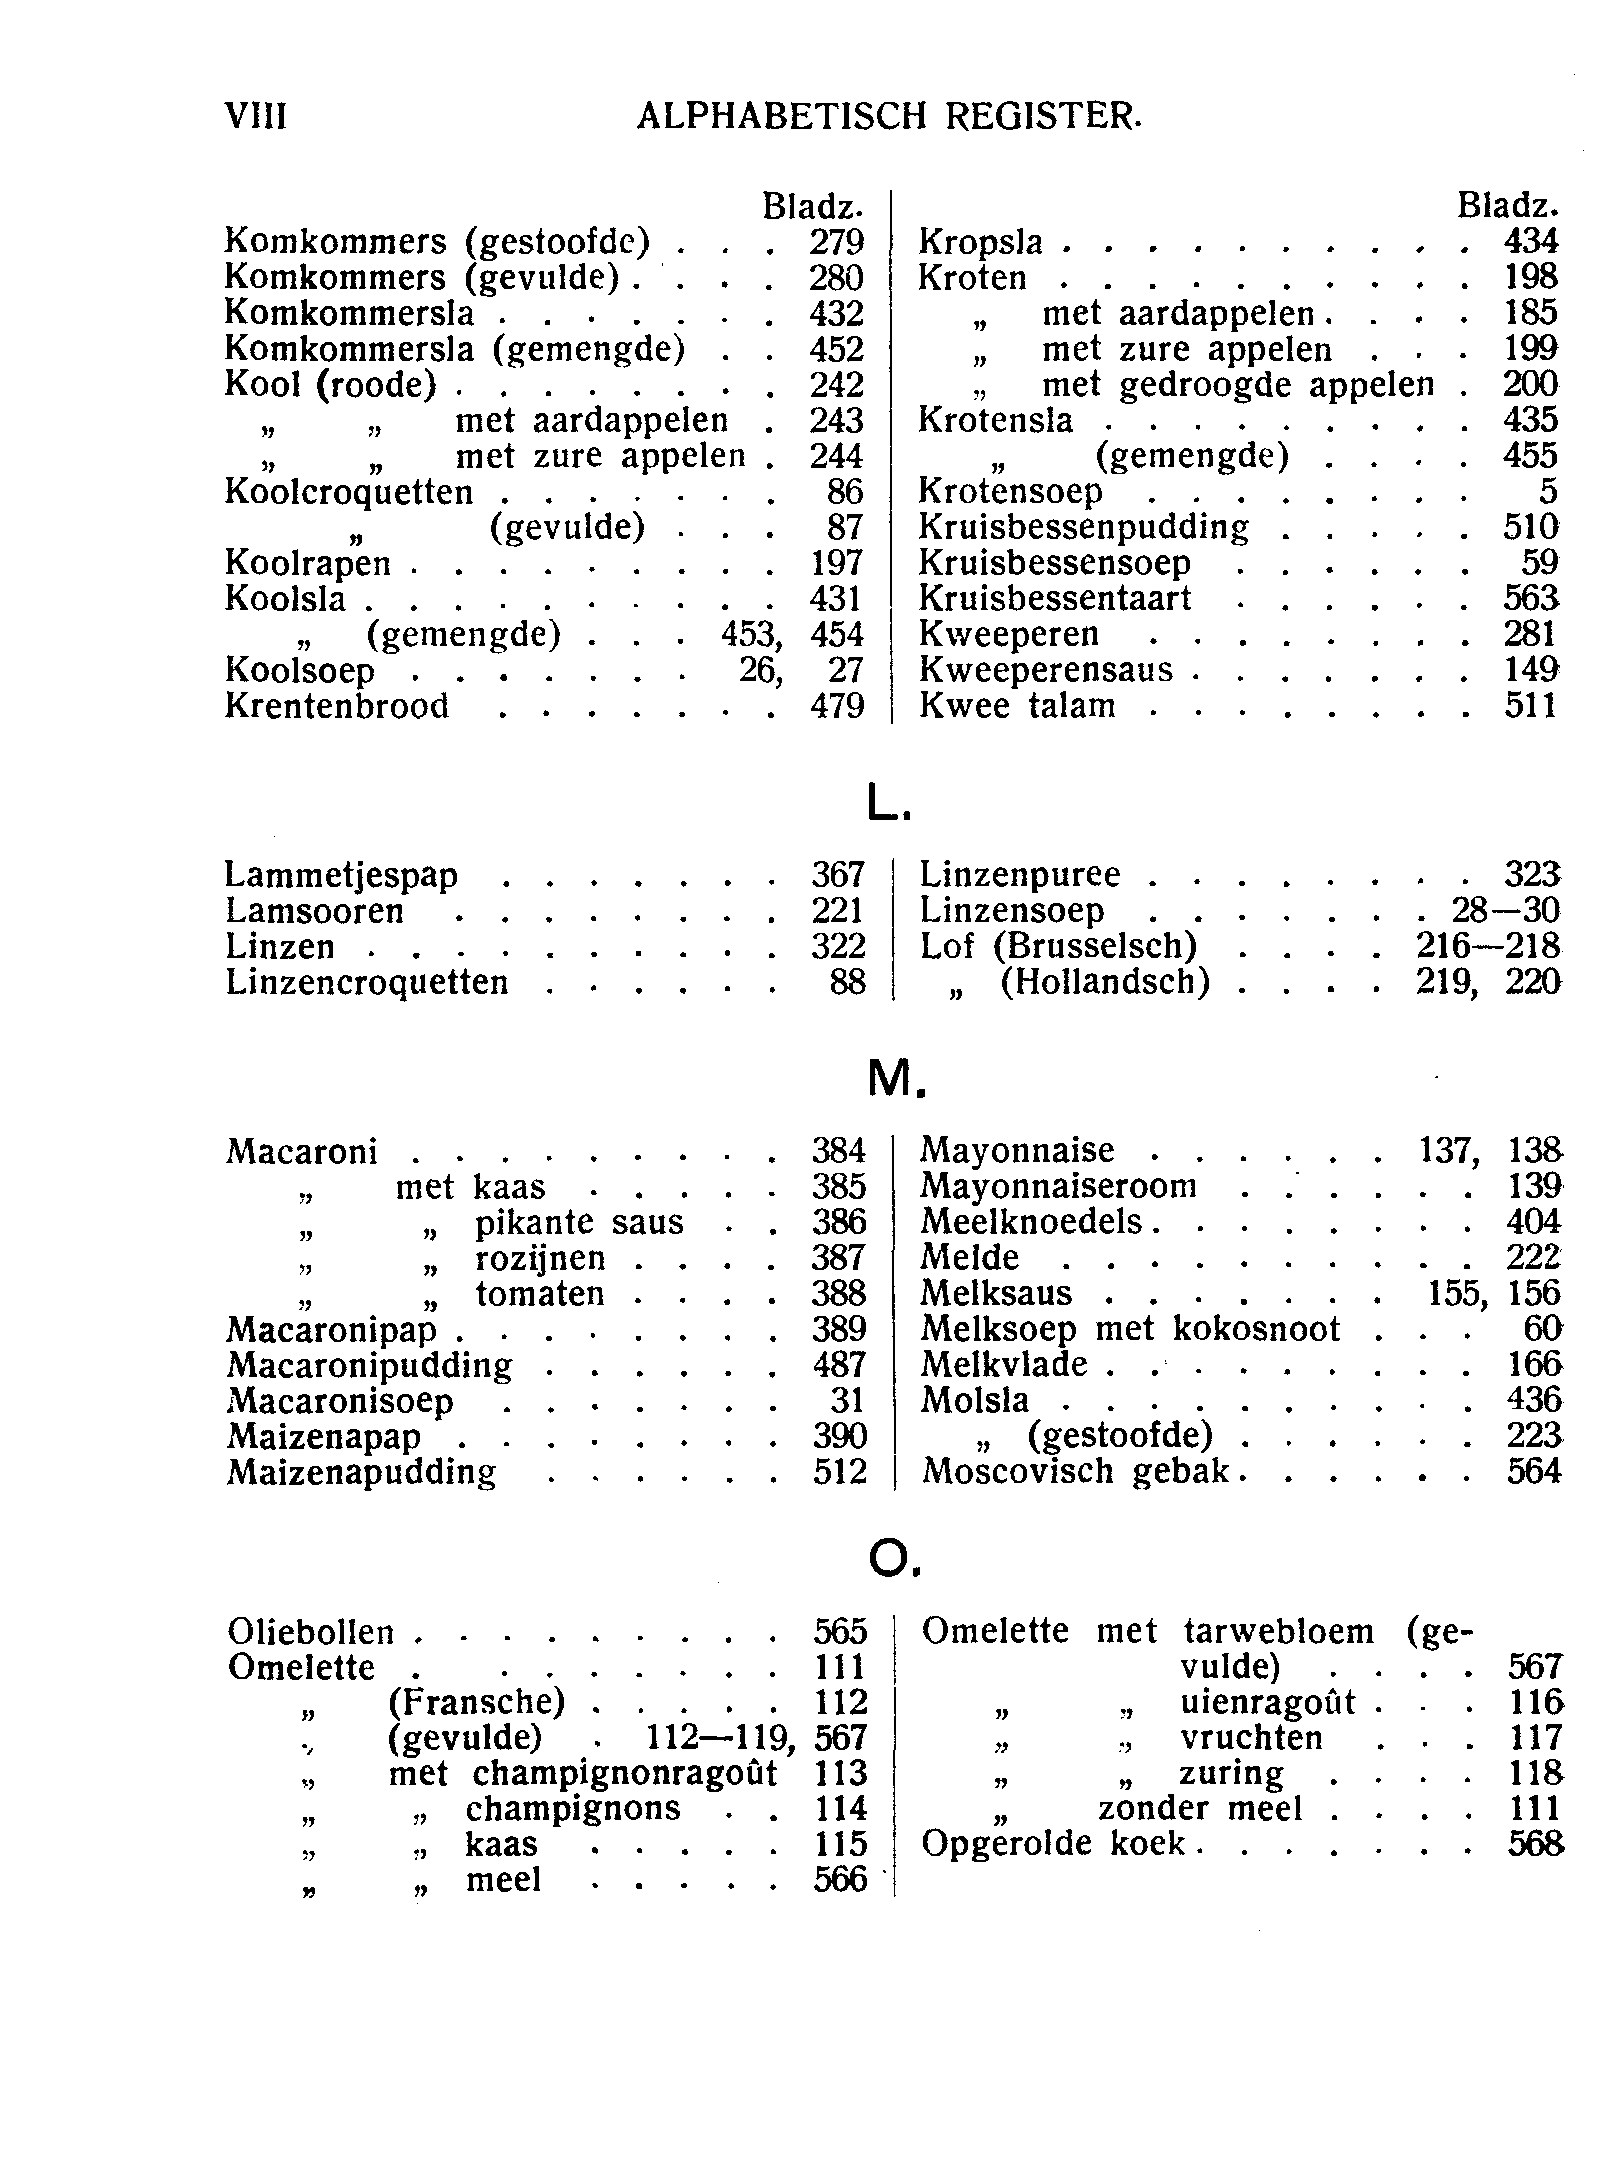 VIII ALPHABETISCH REGISTER.
Bladz.
Komkommers (gestoofde) . . . 279
Komkommers (gevulde) . . . . 280
Komkommersla . . . . . . . 432
Komkommersla (gemengde) . . 452
Kool (roode) . . . . . . . . 242
„ „ met aardappelen . 243
„ „ met zure appelen . 244
Koolcroquetten . . . . . . . 86
„ (gevulde) . . . 87
Koolrapen . . . . . . . . . 197
Koolsla . . . . . . . . . . 431
„ (gemengde) . . . 453, 454
Koolsoep . . . . . . . 26, 27
Krentenbrood . . . . . . . 479
Bladz.
Kropsla . . . . . . . . . . 434
Kroten . . . . . . . . . . 198
„ met aardappelen . . . . 185
„ met zure appelen . . . 199
„ met gedroogde appelen . 200
Krotensla . . . . . . . . . 435
„ (gemengde) . . . . 455
Krotensoep . . . . . . . . 5
Kruisbessenpudding . . . . . 510
Kruisbessensoep . . . . . . 59
Kruisbessentaart . . . . . . 563
Kweeperen . . . . . . . . 281
Kweeperensaus . . . . . . . 149
Kwee talam . . . . . . . . 511
L.
Lammetjespap . . . . . . . 367
Lamsooren . . . . . . . . 221
Linzen . . . . . . . . . . 322
Linzencroquetten . . . . . . 88
Linzenpuree . . . . . . . . 323
Linzensoep . . . . . . . 28—30
Lof (Brusselsch) . . . . 216—218
„ (Hollandsch) . . . . 219, 220
M.
Macaroni . . . . . . . . . 384
„ met kaas . . . . . 385
„ „ pikante saus . . 386
„ „ rozijnen . . . . 387
„ „ tomaten . . . . 388
Macaronipap . . . . . . . . 389
Macaronipudding . . . . . . 487
Macaronisoep . . . . . . . 31
Maizenapap . . . . . . . . 390
Maizenapudding . . . . . . 512
Mayonnaise . . . . . . 137, 138
Mayonnaiseroom . . . . . . 139
Meelknoedels . . . . . . . . 404
Melde . . . . . . . . . . 222
Melksaus . . . . . . . 155, 156
Melksoep met kokosnoot . . . 60
Melkvlade . . . . . . . . . 166
Molsla . . . . . . . . . . 436
„ (gestoofde) . . . . . . 223
Moscovisch gebak . . . . . . 564
O.
Oliebollen . . . . . . . . . 565
Omelette . . . . . . . . 111
„ (Fransche) . . . . . 112
„ (gevulde) . 112—119, 567
„ met champignonragoût 113
„ „ champignons . . 114
„ „ kaas . . . . . 115
„ „ meel . . . . . 566
Omelette met tarwebloem (ge-
vulde) . . . . 567
„ „ uienragoût . . . 116
„ „ vruchten . . . 117
„ „ zuring . . . . 118
„ zonder meel . . . . 111
Opgerolde koek . . . . . . . 568